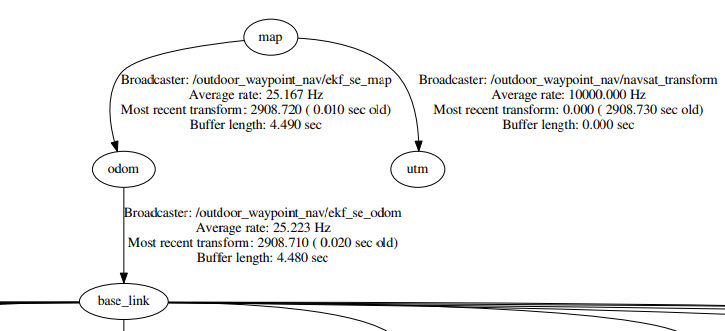 map
Broadcaster: /outdoor_waypoint_nav/ekf_se_map
Average rate: 25.167 Hz
Most recent transform: 2908.720 ( 0.010 sec old)
Buffer length: 4.490 sec
Broadcaster: /outdoor_waypoint_nav/navsat_transform
Average rate: 10000.000 Hz
Most recent transform: 0.000 ( 2908.730 sec old)
Buffer length: 0.000 sec
odom
utm
Broadcaster: /outdoor_waypoint_nav/ekf_se_odom
Average rate: 25.223 Hz
Most recent transform: 2908.710 ( 0.020 sec old)
Buffer length: 4.480 sec
base_link